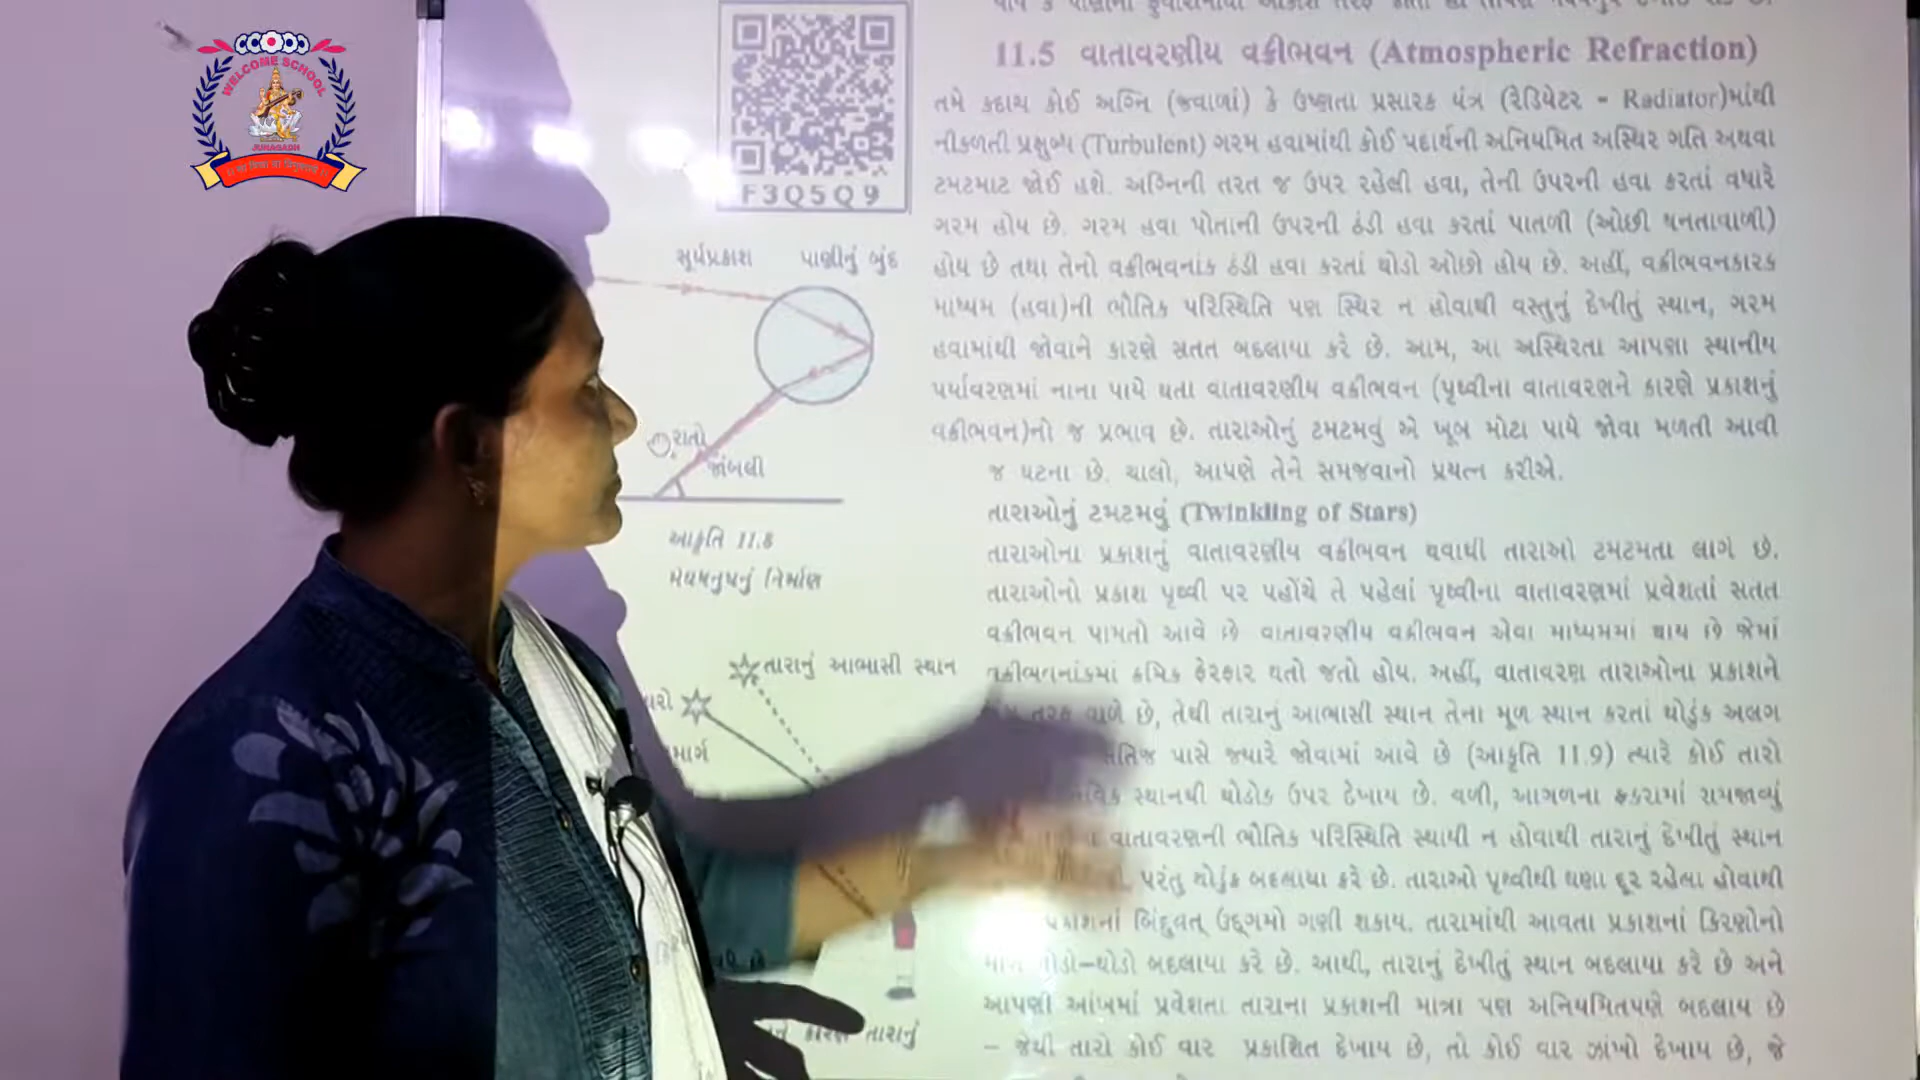 WELCOME SCHOOL
JUNAGADH
F3Q5Q9
સૂર્યપ્રકાશ પાણીનું બુંદ
રાતો
જાંબલી
આકૃતિ 11.8
મેઘધનુષનું નિર્માણ
તારાનું આભાસી સ્થાન
માર્ગ
કારણે તારાનું
11.5 વાતાવરણીય વક્રીભવન (Atmospheric Refraction)
તમે કદાચ કોઈ અગ્નિ (જ્વાળાં) કે ઉષ્ણતા પ્રસારક યંત્ર (રેડિયેટર - Radiator)માંથી
નીકળતી પ્રક્ષુબ્ધ (Turbulent) ગરમ હવામાંથી કોઈ પદાર્થની અનિયમિત અસ્થિર ગતિ અથવા
ટમટમાટ જોઈ હશે. અગ્નિની તરત જ ઉપર રહેલી હવા, તેની ઉપરની હવા કરતાં વધારે
ગરમ હોય છે. ગરમ હવા પોતાની ઉપરની ઠંડી હવા કરતાં પાતળી (ઓછી ઘનતાવાળી)
હોય છે તથા તેનો વક્રીભવનાંક ઠંડી હવા કરતાં થોડો ઓછો હોય છે. અહીં, વક્રીભવનકારક
માધ્યમ (હવા)ની ભૌતિક પરિસ્થિતિ પણ સ્થિર ન હોવાથી વસ્તુનું દેખીતું સ્થાન, ગરમ
હવામાંથી જોવાને કારણે સતત બદલાયા કરે છે. આમ, આ અસ્થિરતા આપણા સ્થાનીય
પર્યાવરણમાં નાના પાયે થતા વાતાવરણીય વક્રીભવન (પૃથ્વીના વાતાવરણને કારણે પ્રકાશનું
વક્રીભવન)નો જ પ્રભાવ છે. તારાઓનું ટમટમવું એ ખૂબ મોટા પાયે જોવા મળતી આવી
જ ઘટના છે. ચાલો, આપણે તેને સમજવાનો પ્રયત્ન કરીએ.
તારાઓનું ટમટમવું (Twinkling of Stars)
તારાઓના પ્રકાશનું વાતાવરણીય વક્રીભવન થવાથી તારાઓ ટમટમતા લાગે છે.
તારાઓનો પ્રકાશ પૃથ્વી પર પહોંચે તે પહેલાં પૃથ્વીના વાતાવરણમાં પ્રવેશતાં સતત
વક્રીભવન પામતો આવે છે વાતાવરણીય વક્રીભવન એવા માધ્યમમાં થાય છે જેમાં
વક્રીભવનાંકમાં ક્રમિક ફેરફાર થતો જતો હોય. અહીં, વાતાવરણ તારાઓના પ્રકાશને
તરફ વાળે છે, તેથી તારાનું આભાસી સ્થાન તેના મૂળ સ્થાન કરતાં થોડુંક અલગ
પાસે જ્યારે જોવામાં આવે છે (આકૃતિ 11.9) ત્યારે કોઈ તારો
સ્થાનથી થોડોક ઉપર દેખાય છે. વળી, આગળના ફકરામાં સમજાવ્યું
વાતાવરણની ભૌતિક પરિસ્થિતિ સ્થાયી ન હોવાથી તારાનું દેખીતું સ્થાન
પરંતુ થોડુંક બદલાયા કરે છે. તારાઓ પૃથ્વીથી ઘણા દૂર રહેલા હોવાથી
પ્રકાશનાં બિંદુવત્ ઉદ્ગમો ગણી શકાય. તારામાંથી આવતા પ્રકાશનાં કિરણોનો
થોડો-થોડો બદલાયા કરે છે. આથી, તારાનું દેખીતું સ્થાન બદલાયા કરે છે અને
આપણી આંખમાં પ્રવેશતા તારાના પ્રકાશની માત્રા પણ અનિયમિતપણે બદલાય છે
– જેથી તારો કોઈ વાર પ્રકાશિત દેખાય છે, તો કોઈ વાર ઝાંખો દેખાય છે, જે